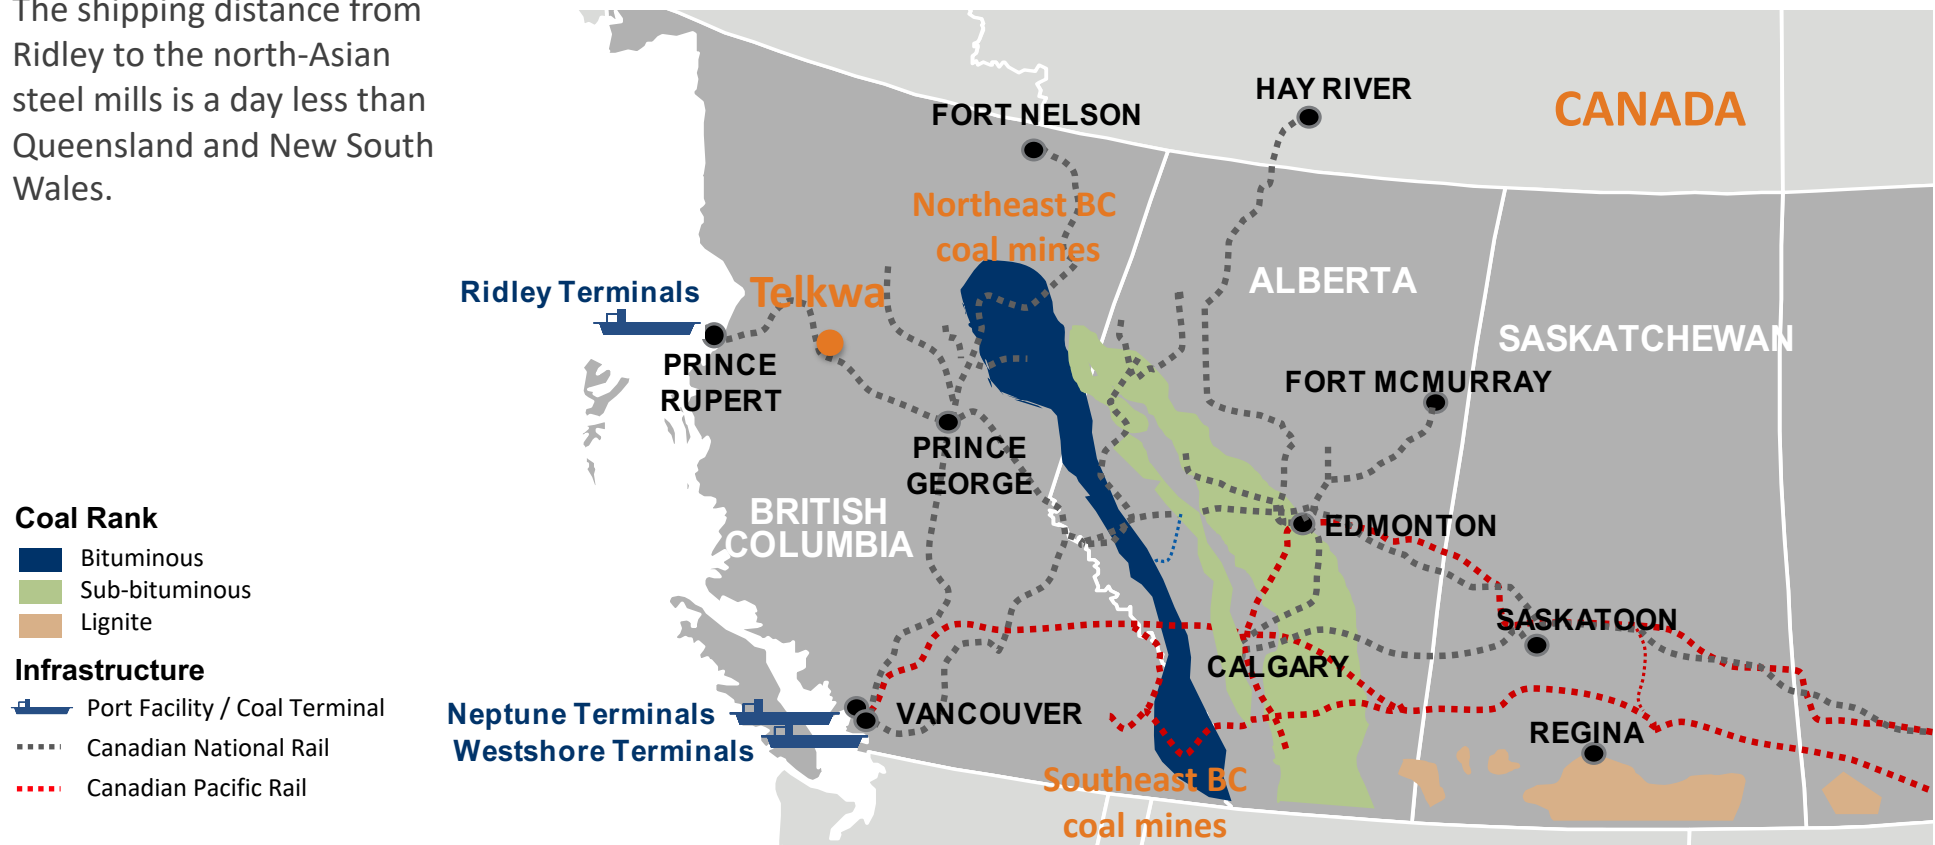 The shipping distance from
Ridley to the north-Asian
steel mills is a day less than
Queensland and New South
Wales.
CANADA
HAY RIVER
FORT NELSON
Northeast BC
coal mines
ALBERTA
Ridley Terminals
Telkwa
SASKATCHEWAN
PRINCE
RUPERT
FORT MCMURRAY
PRINCE
GEORGE
BRITISH
COLUMBIA
EDMONTON
SASKATOON
CALGARY
Neptune Terminals
Westshore Terminals
VANCOUVER
REGINA
Southeast BC
coal mines
Coal Rank
Bituminous
Sub-bituminous
Lignite
Infrastructure
Port Facility / Coal Terminal
Canadian National Rail
Canadian Pacific Rail